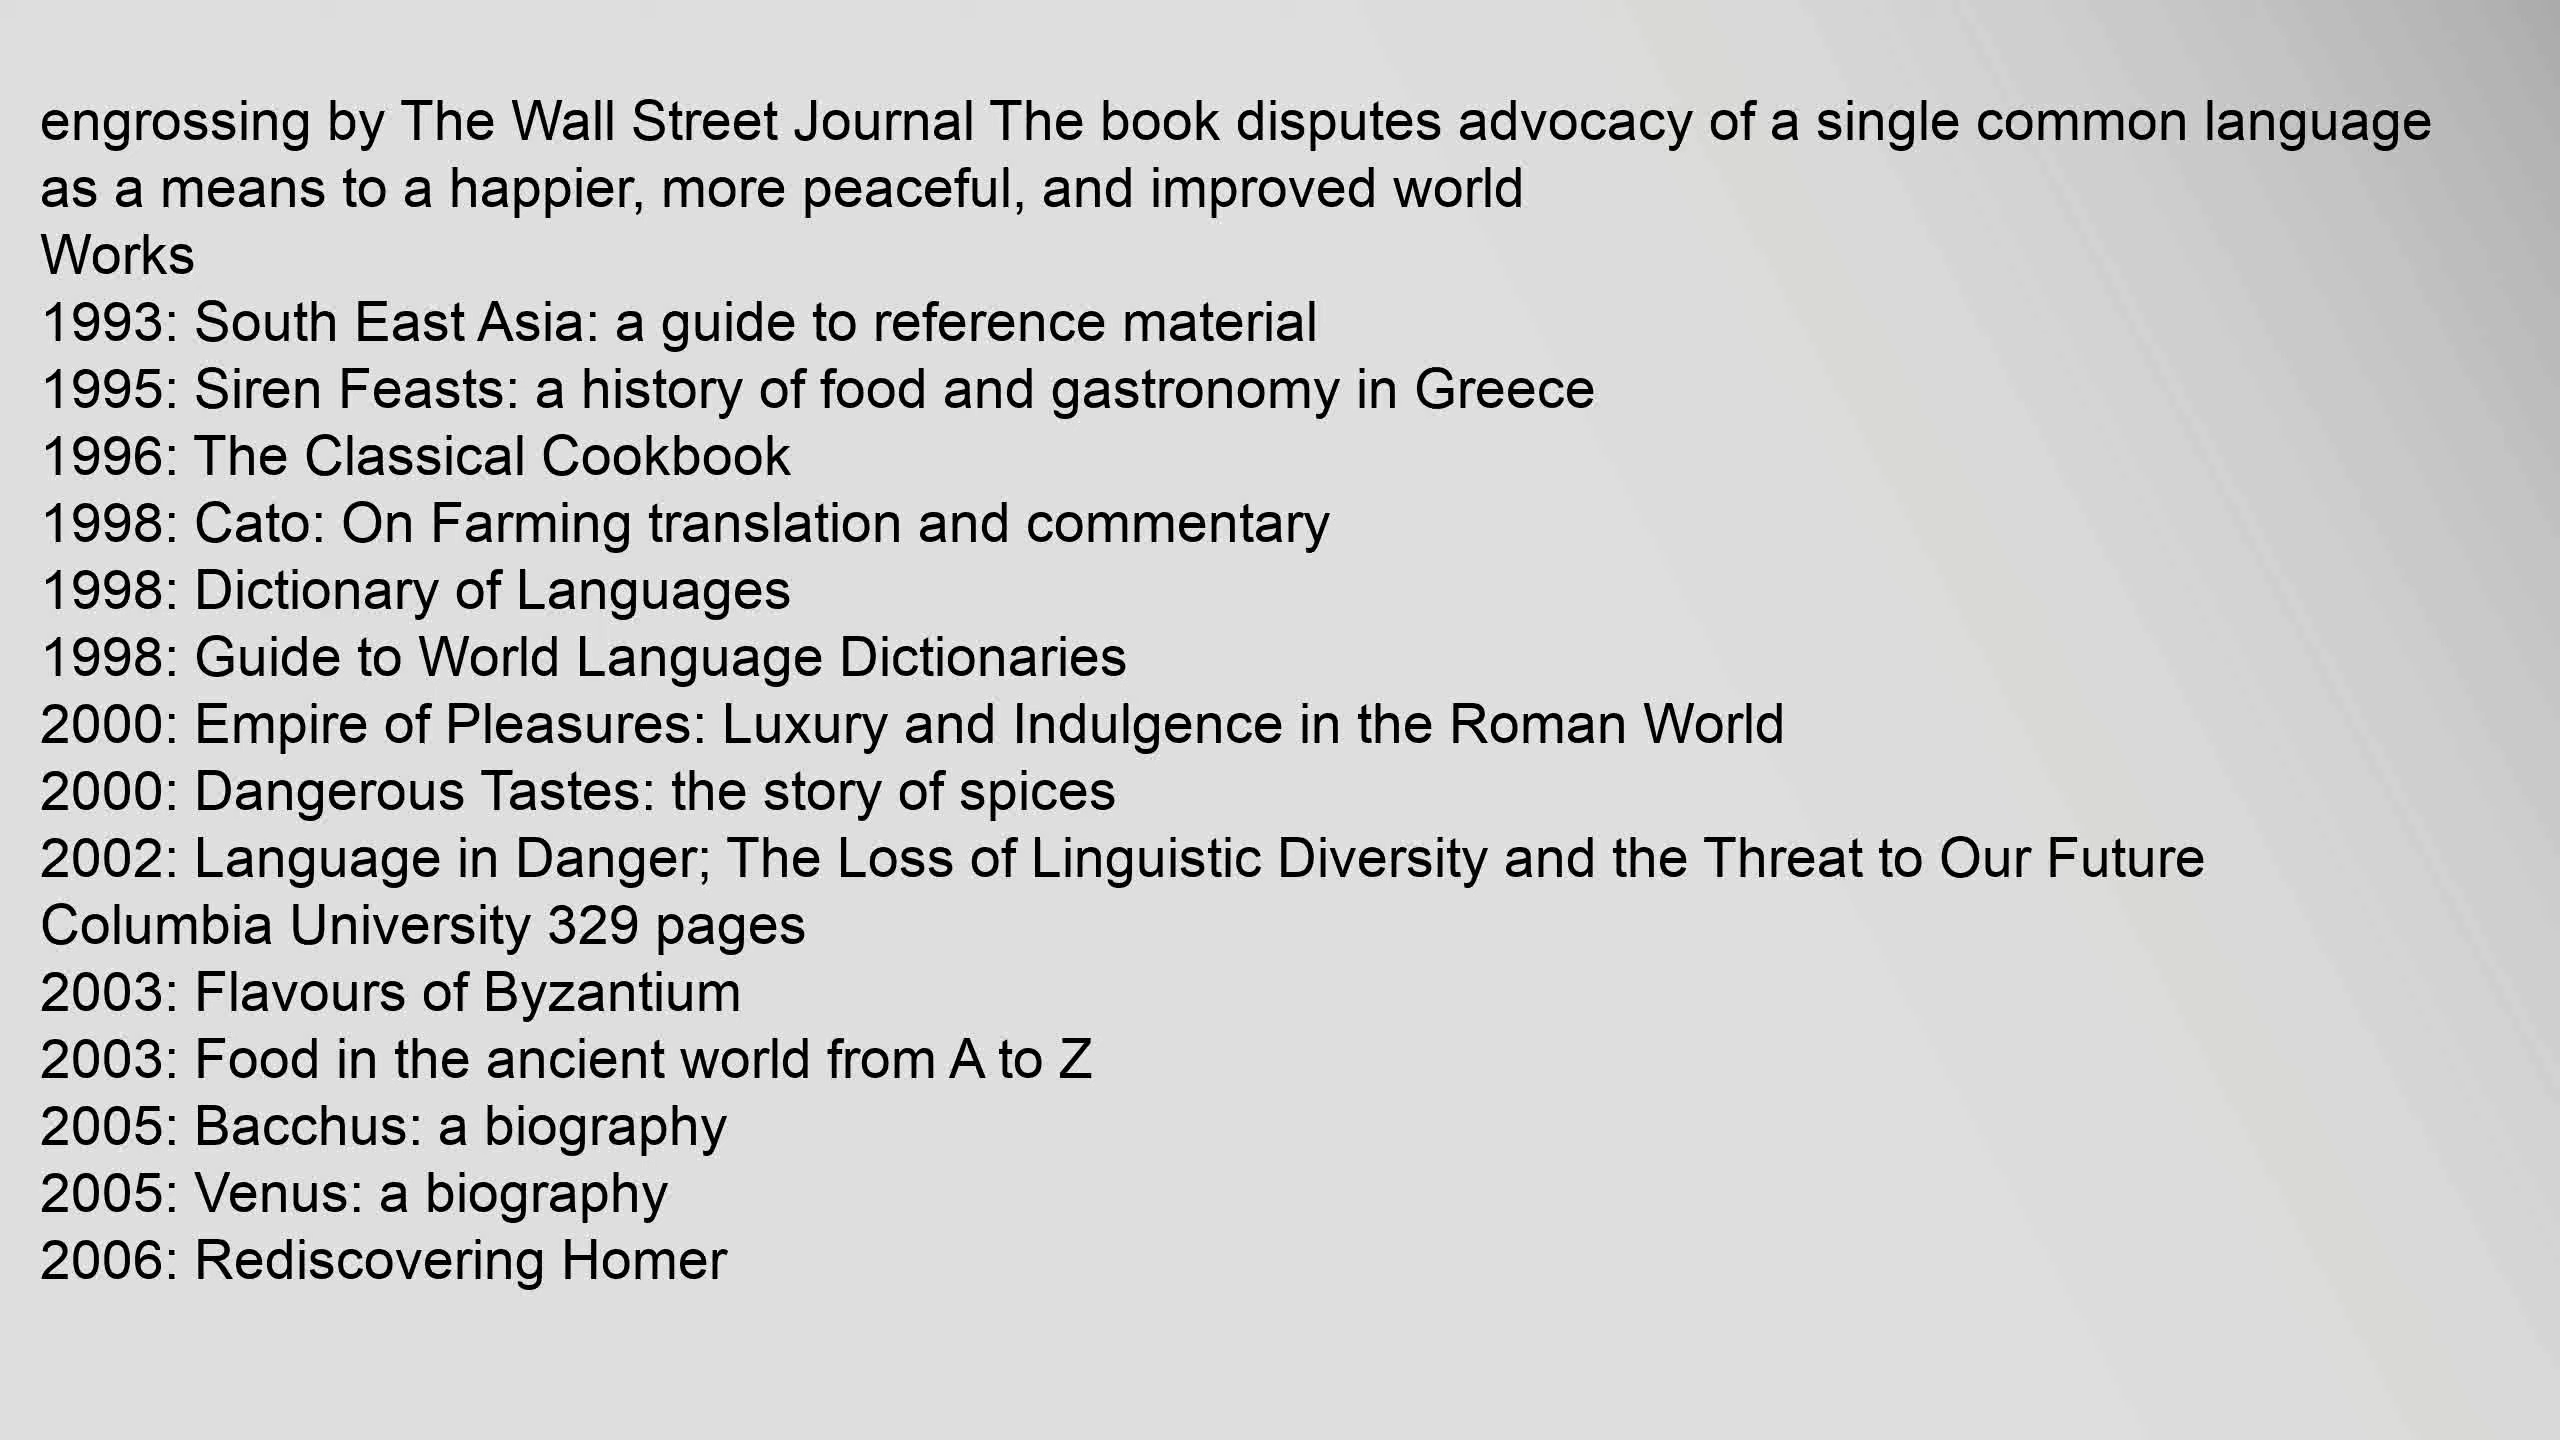 engrossing by The Wall Street Journal The book disputes advocacy of a single common language
as a means to a happier, more peaceful, and improved world
Works
1993: South East Asia: a guide to reference material
1995: Siren Feasts: a history of food and gastronomy in Greece
1996: The Classical Cookbook
1998: Cato: On Farming translation and commentary
1998: Dictionary of Languages
1998: Guide to World Language Dictionaries
2000: Empire of Pleasures: Luxury and Indulgence in the Roman World
2000: Dangerous Tastes: the story of spices
2002: Language in Danger; The Loss of Linguistic Diversity and the Threat to Our Future
Columbia University 329 pages
2003: Flavours of Byzantium
2003: Food in the ancient world from A to Z
2005: Bacchus: a biography
2005: Venus: a biography
2006: Rediscovering Homer